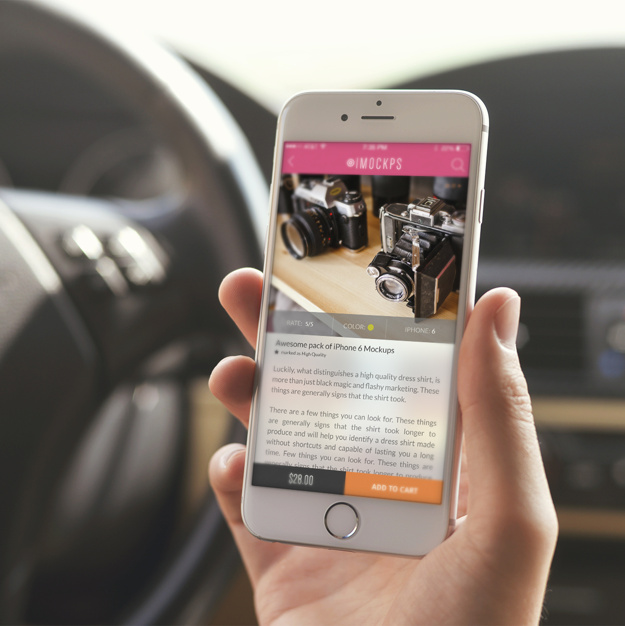 AT&T 7:26 PM
@IMOCKPS
RATE: 5/5 COLOR: IPHONE: 6
Awesome pack of iPhone 6 Mockups
marked as High Quality
Luckily, what distinguishes a high quality dress shirt, is
more than just black magic and flashy marketing. These
things are generally signs that the shirt took.
There are a few things you can look for. These things
are generally signs that the shirt took longer to
produce and will help you identify a dress shirt made
without shortcuts and capable of lasting you a long
time. Few things you can look for. These things are
generally signs that the shirt took longer to produce
$28.00 ADD TO CART